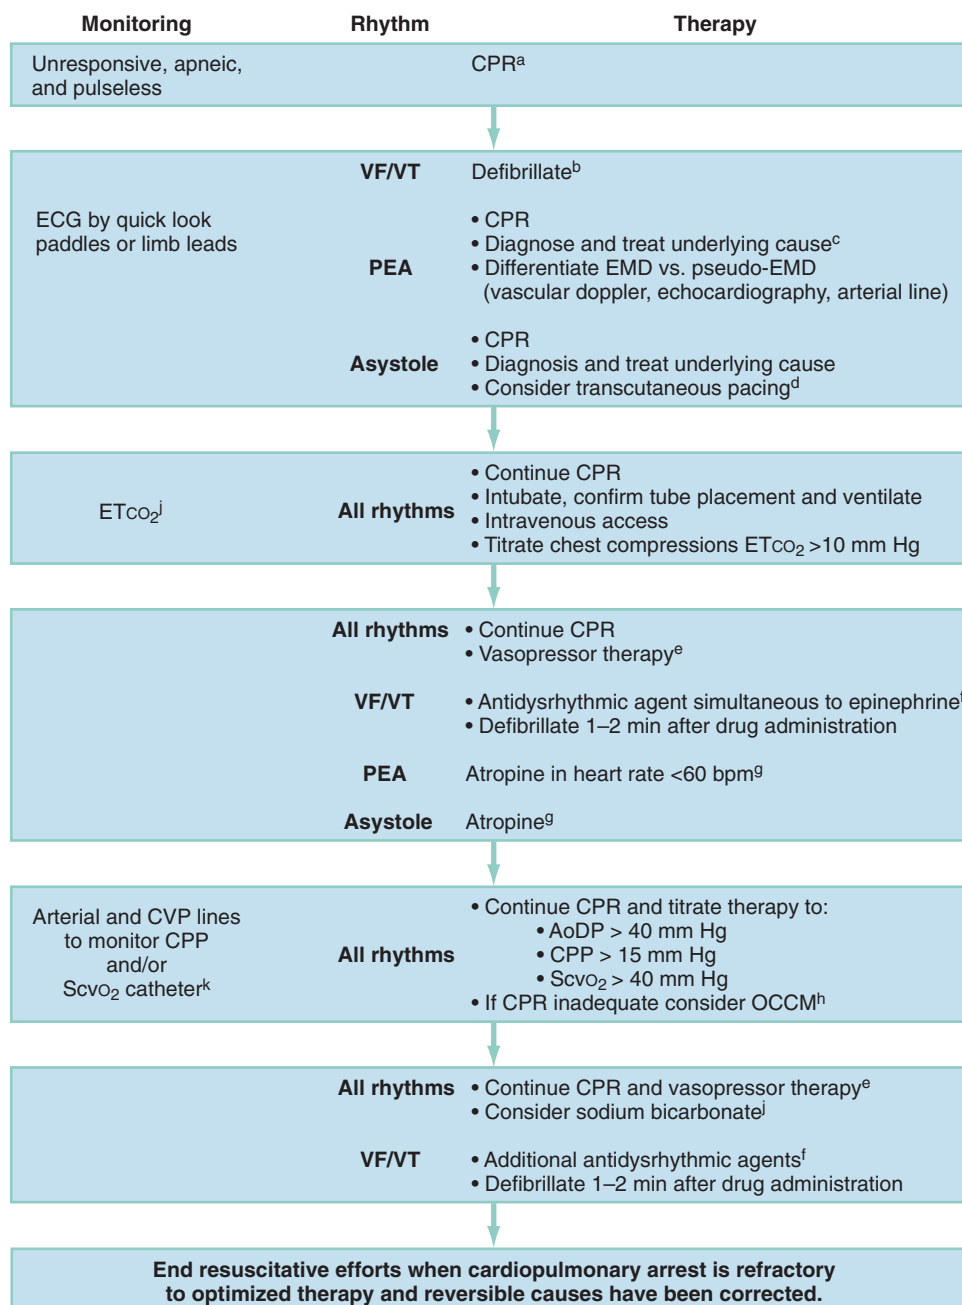 Monitoring Rhythm Therapy
Unresponsive, apneic,
and pulseless
CPRa
VF/VT Defibrillateb
ECG by quick look
paddles or limb leads
PEA
• CPR
• Diagnose and treat underlying causec
• Differentiate EMD vs. pseudo-EMD
(vascular doppler, echocardiography, arterial line)
Asystole
• CPR
• Diagnosis and treat underlying cause
• Consider transcutaneous pacingd
ETCO2j
All rhythms
• Continue CPR
• Intubate, confirm tube placement and ventilate
• Intravenous access
• Titrate chest compressions ETCO2 >10 mm Hg
All rhythms • Continue CPR
• Vasopressor therapye
VF/VT • Antidysrhythmic agent simultaneous to epinephrinef
• Defibrillate 1–2 min after drug administration
PEA Atropine in heart rate <60 bpmg
Asystole Atropineg
Arterial and CVP lines
to monitor CPP
and/or
ScvO2 catheterk
All rhythms
• Continue CPR and titrate therapy to:
• AoDP > 40 mm Hg
• CPP > 15 mm Hg
• ScvO2 > 40 mm Hg
• If CPR inadequate consider OCCMh
All rhythms • Continue CPR and vasopressor therapye
• Consider sodium bicarbonatej
VF/VT • Additional antidysrhythmic agentsf
• Defibrillate 1–2 min after drug administration
End resuscitative efforts when cardiopulmonary arrest is refractory
to optimized therapy and reversible causes have been corrected.